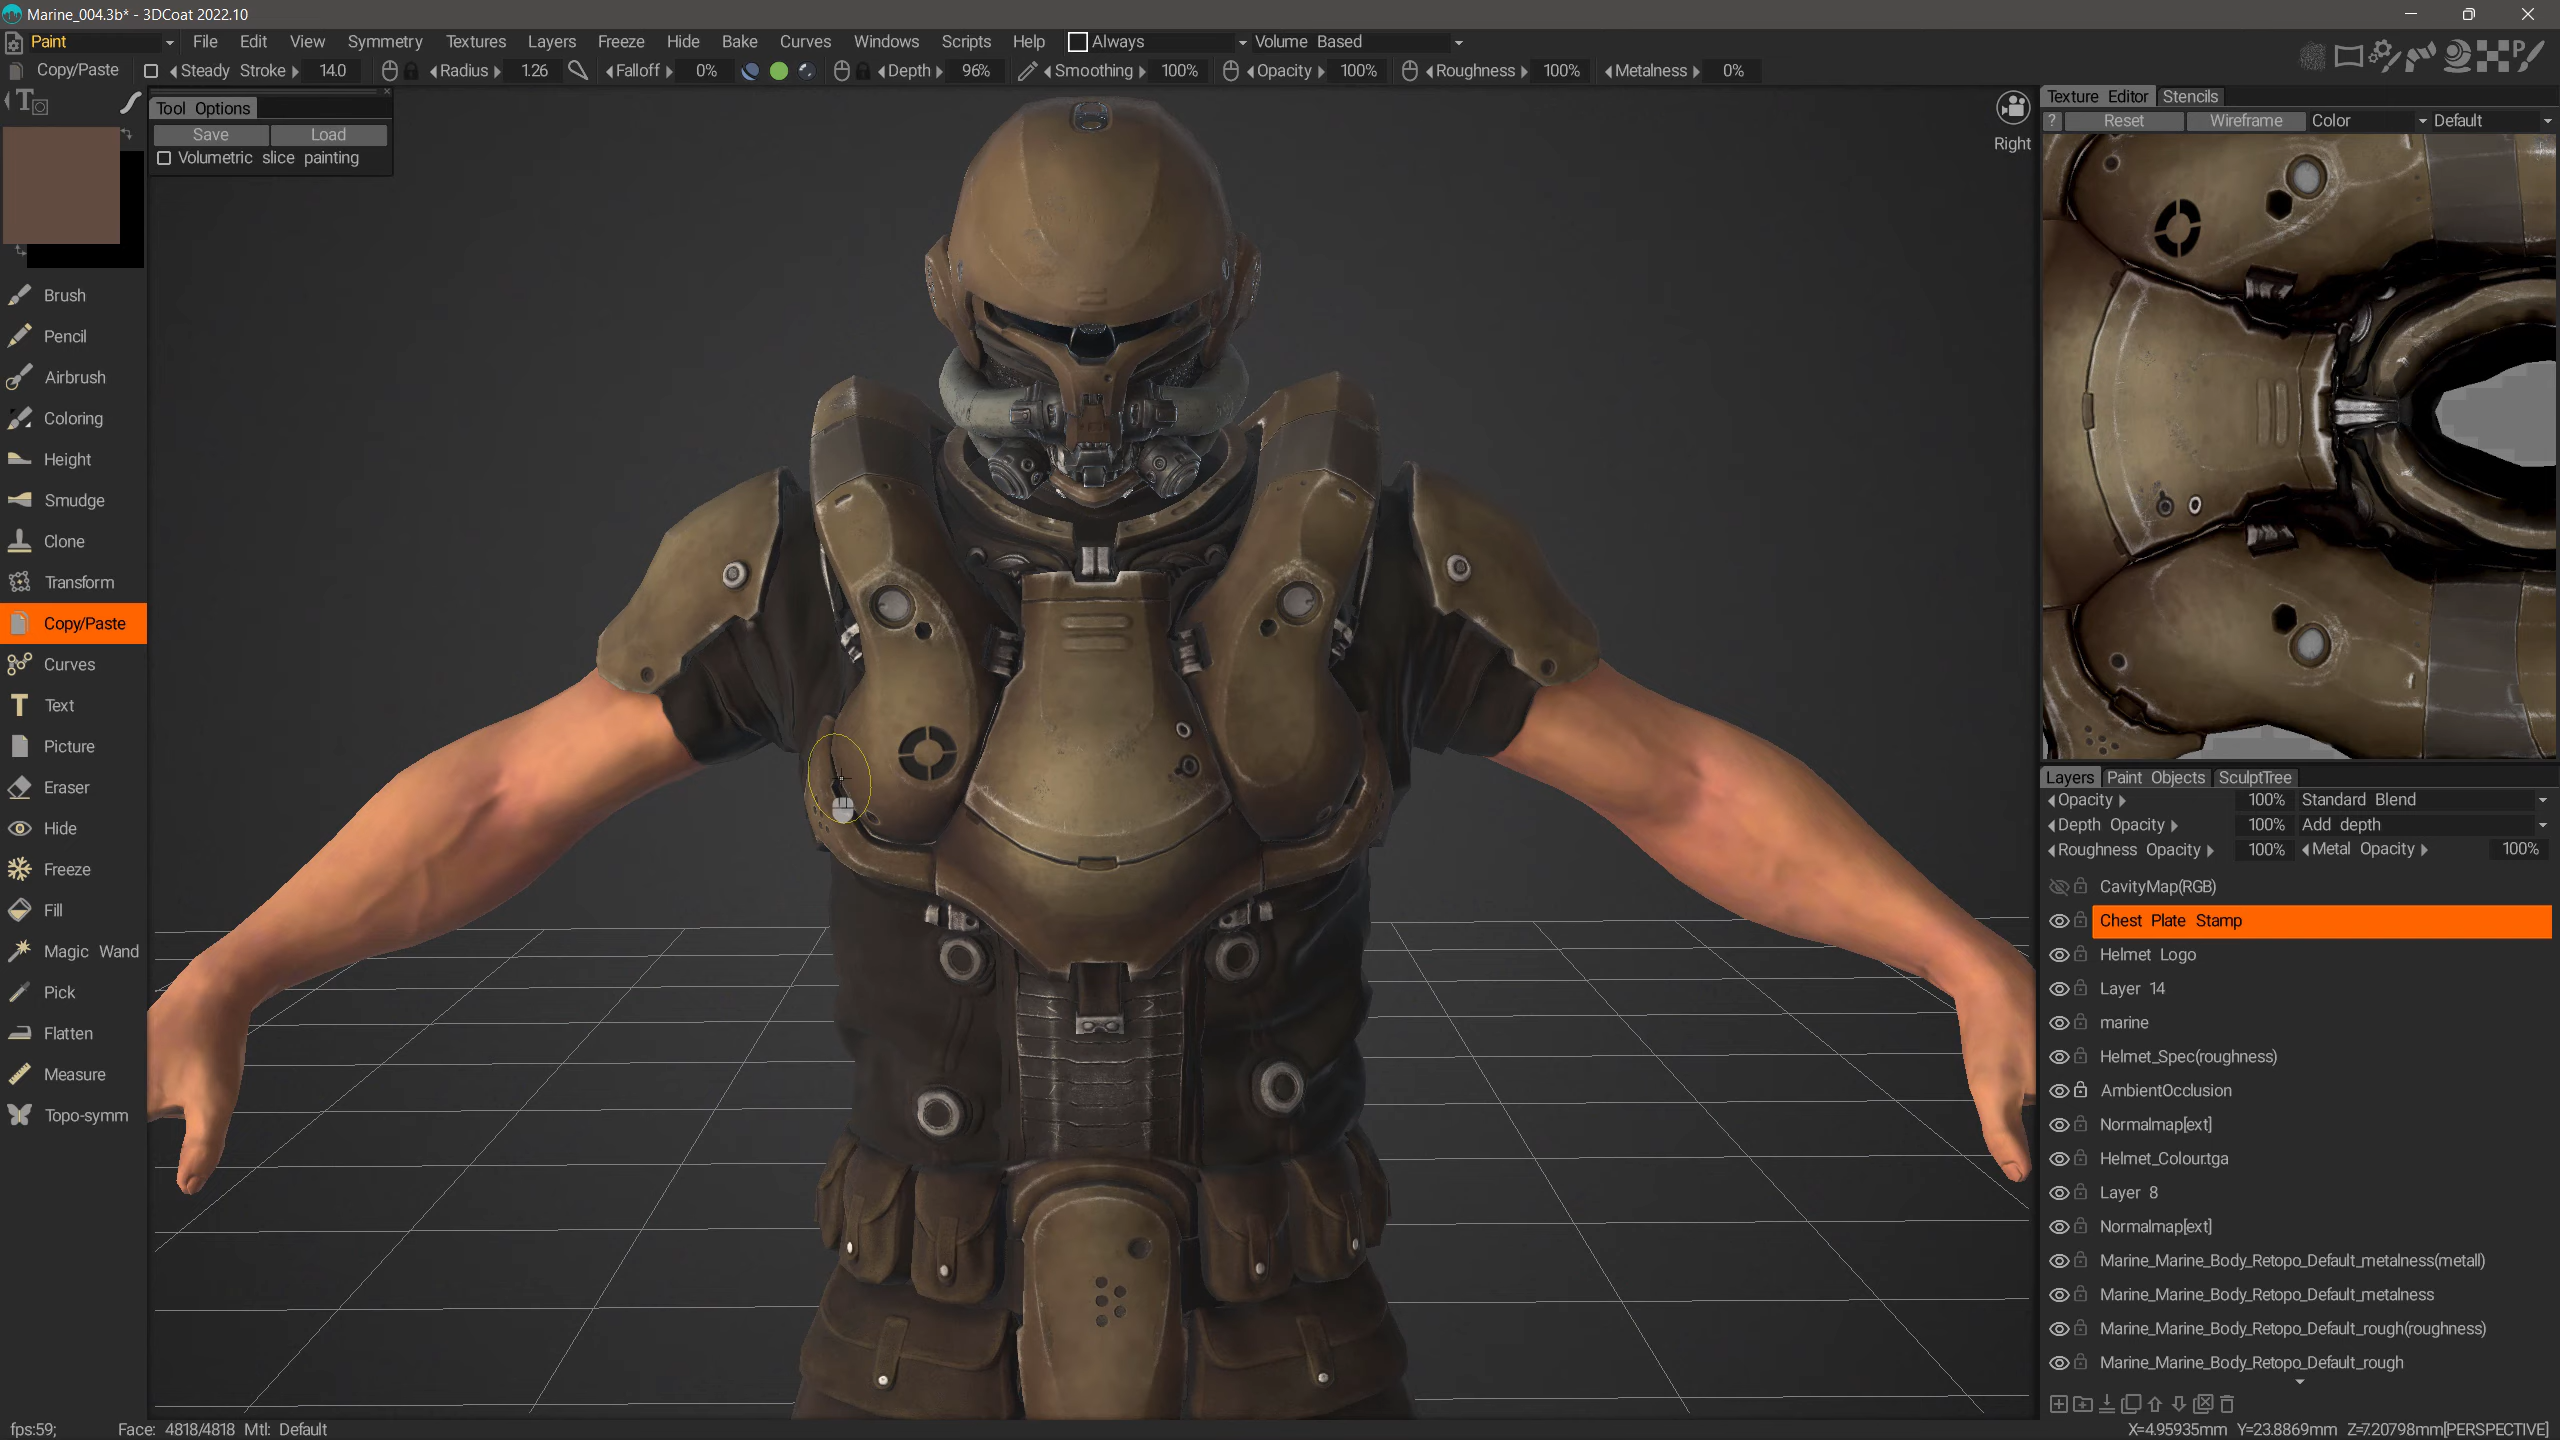 Marine_004.3b* - 3DCoat 2022.10
Paint File Edit View Symmetry Textures Layers Freeze Hide Bake Curves Windows Scripts Help Always Volume Based
Copy/Paste Steady Stroke 14.0 Radius 1.26 Falloff 0% Depth 96% Smoothing 100% Opacity 100% Roughness 100% Metalness 0%
Tool Options
Save Load
Volumetric slice painting
Right
Brush
Pencil
Airbrush
Coloring
Height
Smudge
Clone
Transform
Copy/Paste
Curves
Text
Picture
Eraser
Hide
Freeze
Fill
Magic Wand
Pick
Flatten
Measure
Topo-symm
Texture Editor Stencils
? Reset Wireframe Color Default
Layers Paint Objects SculptTree
Opacity 100% Standard Blend
Depth Opacity 100% Add depth
Roughness Opacity 100% Metal Opacity 100%
CavityMap(RGB)
Chest Plate Stamp
Helmet Logo
Layer 14
marine
Helmet_Spec(roughness)
AmbientOcclusion
Normalmap[ext]
Helmet_Colour.tga
Layer 8
Normalmap[ext]
Marine_Marine_Body_Retopo_Default_metalness(metall)
Marine_Marine_Body_Retopo_Default_metalness
Marine_Marine_Body_Retopo_Default_rough(roughness)
Marine_Marine_Body_Retopo_Default_rough
fps:59; Face: 4818/4818 Mtl: Default X=4.95935mm Y=23.8869mm Z=7.20798mm[PERSPECTIVE]